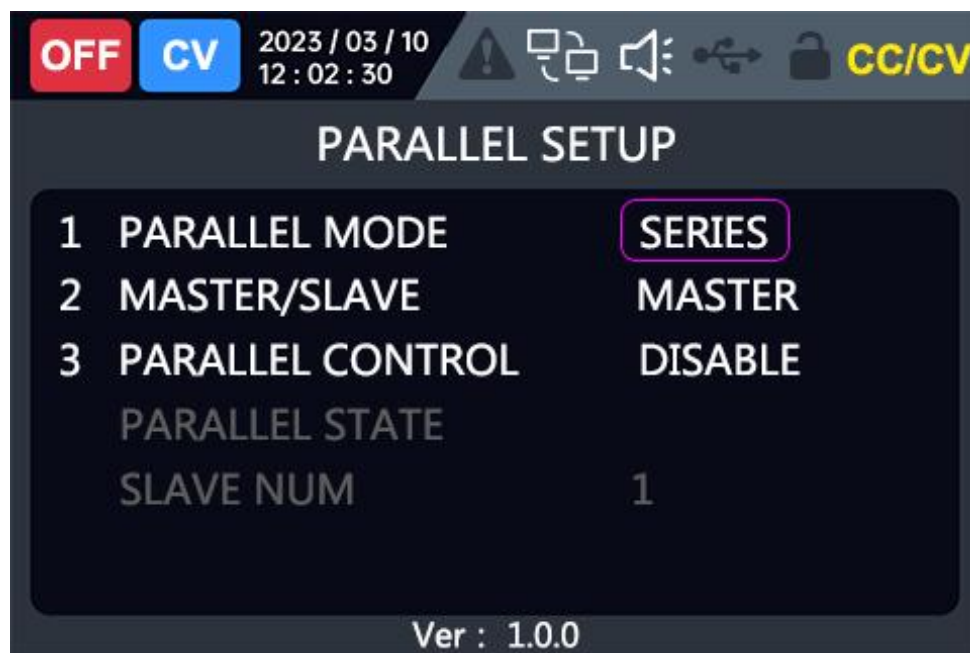 OFF CV 2023 / 03 / 10 CC/CV
12 : 02 : 30
PARALLEL SETUP
1 PARALLEL MODE SERIES
2 MASTER/SLAVE MASTER
3 PARALLEL CONTROL DISABLE
PARALLEL STATE
SLAVE NUM 1
Ver : 1.0.0